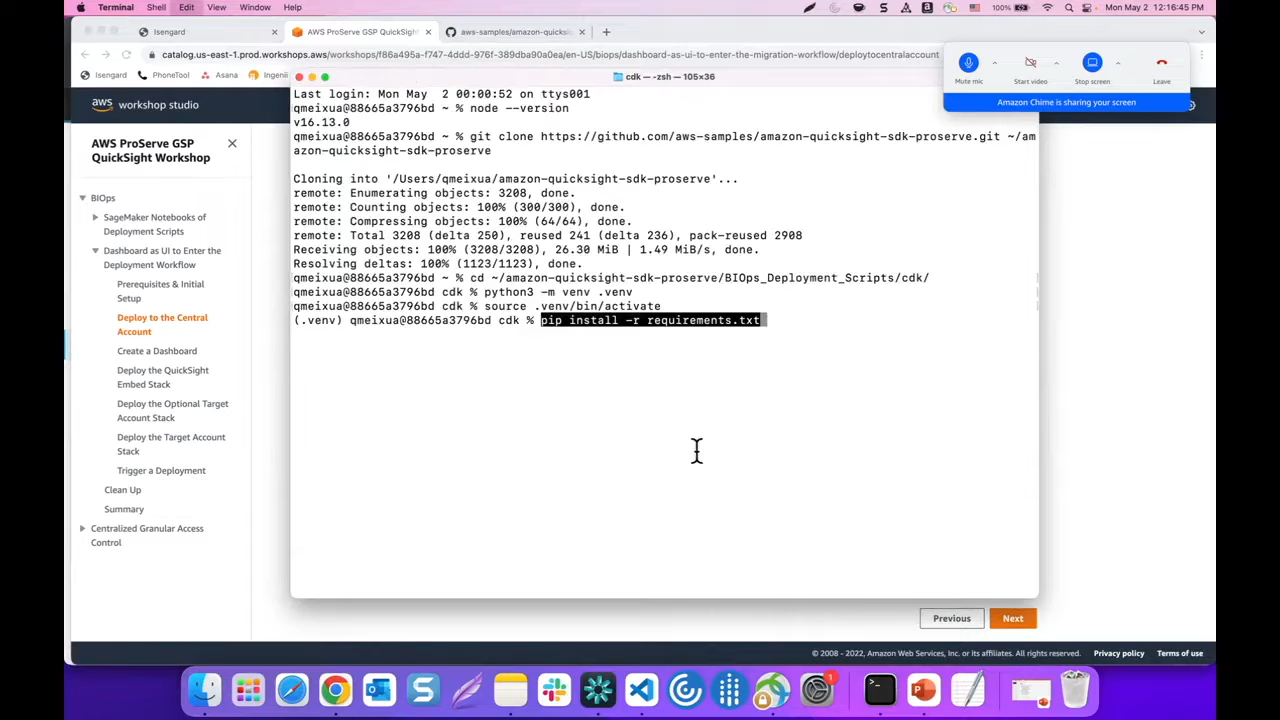 Terminal Shell Edit View Window Help
100% Mon May 2 12:16:45
Isengard
AWS ProServe GSP QuickSight
aws-samples/amazon-quicksigh
catalog.us-east-1.prod.workshops.aws/workshops/f86a495a-f747-4ddd-976f-389dba90a0ea/en-US/biops/dashboard-as-ui-to-enter-the-migration-workflow/deploytocentralaccount
Isengard
PhoneTool
Asana
Ingenii
cdk — -zsh — 105x36
Mute mic
Start video
Stop screen
Leave
Amazon Chime is sharing your screen
aws workshop studio
AWS ProServe GSP
QuickSight Workshop
BIOps
SageMaker Notebooks of
Deployment Scripts
Dashboard as UI to Enter the
Deployment Workflow
Prerequisites & Initial
Setup
Deploy to the Central
Account
Create a Dashboard
Deploy the QuickSight
Embed Stack
Deploy the Optional Target
Account Stack
Deploy the Target Account
Stack
Trigger a Deployment
Clean Up
Summary
Centralized Granular Access
Control
Last login: Mon May 2 00:00:52 on ttys001
qmeixua@88665a3796bd ~ % node --version
v16.13.0
qmeixua@88665a3796bd ~ % git clone https://github.com/aws-samples/amazon-quicksight-sdk-proserve.git ~/am
azon-quicksight-sdk-proserve
Cloning into '/Users/qmeixua/amazon-quicksight-sdk-proserve'...
remote: Enumerating objects: 3208, done.
remote: Counting objects: 100% (300/300), done.
remote: Compressing objects: 100% (64/64), done.
remote: Total 3208 (delta 250), reused 241 (delta 236), pack-reused 2908
Receiving objects: 100% (3208/3208), 26.30 MiB | 1.49 MiB/s, done.
Resolving deltas: 100% (1123/1123), done.
qmeixua@88665a3796bd ~ % cd ~/amazon-quicksight-sdk-proserve/BIOps_Deployment_Scripts/cdk/
qmeixua@88665a3796bd cdk % python3 -m venv .venv
qmeixua@88665a3796bd cdk % source .venv/bin/activate
(.venv) qmeixua@88665a3796bd cdk % pip install -r requirements.txt
Previous
Next
© 2008 - 2022, Amazon Web Services, Inc. or its affiliates. All rights reserved. Privacy policy Terms of use
1